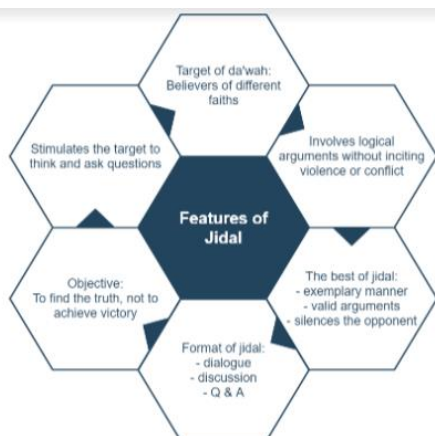 Target of da'wah:
Believers of different
faiths
Involves logical
arguments without inciting
violence or conflict
The best of jidal:
- exemplary manner
- valid arguments
- silences the opponent
Format of jidal:
- dialogue
- discussion
- Q & A
Objective:
To find the truth, not to
achieve victory
Stimulates the target to
think and ask questions
Features of
Jidal